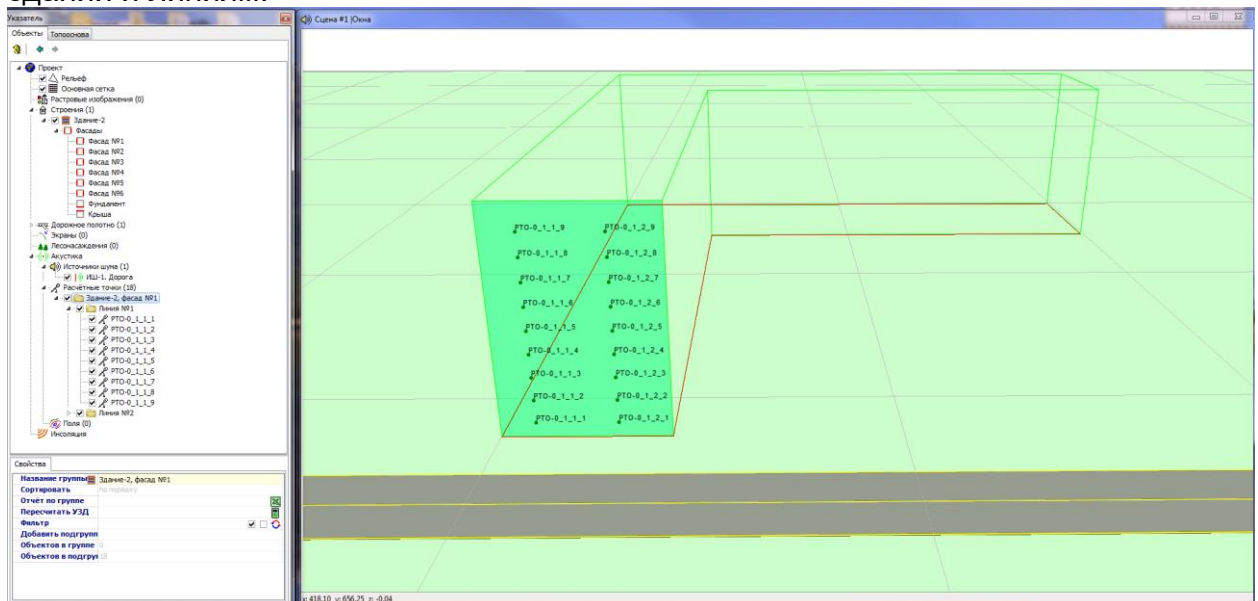 Указатель
Объекты Топооснова
Проект
Рельеф
Основная сетка
Растровые изображения (0)
Строения (1)
Здание-2
Фасады
Фасад №1
Фасад №2
Фасад №3
Фасад №4
Фасад №5
Фасад №6
Фундамент
Крыша
Дорожное полотно (1)
Экраны (0)
Лесонасаждения (0)
Акустика
Источники шума (1)
ИШ-1. Дорога
Расчётные точки (18)
Здание-2, фасад №1
Линия №1
РТО-0_1_1_1
РТО-0_1_1_2
РТО-0_1_1_3
РТО-0_1_1_4
РТО-0_1_1_5
РТО-0_1_1_6
РТО-0_1_1_7
РТО-0_1_1_8
РТО-0_1_1_9
Линия №2
Поля (0)
Инсоляция
Свойства
Название группы Здание-2, фасад №1
Сортировать по порядку
Отчёт по группе
Пересчитать УЗД
Фильтр
Добавить подгрупп
Объектов в группе 0
Объектов в подгруп 18
Сцена #1 |Окна
РТО-0_1_1_9 РТО-0_1_2_9
РТО-0_1_1_8 РТО-0_1_2_8
РТО-0_1_1_7 РТО-0_1_2_7
РТО-0_1_1_6 РТО-0_1_2_6
РТО-0_1_1_5 РТО-0_1_2_5
РТО-0_1_1_4 РТО-0_1_2_4
РТО-0_1_1_3 РТО-0_1_2_3
РТО-0_1_1_2 РТО-0_1_2_2
РТО-0_1_1_1 РТО-0_1_2_1
x: 418.10 y: 656.25 z: -0.04